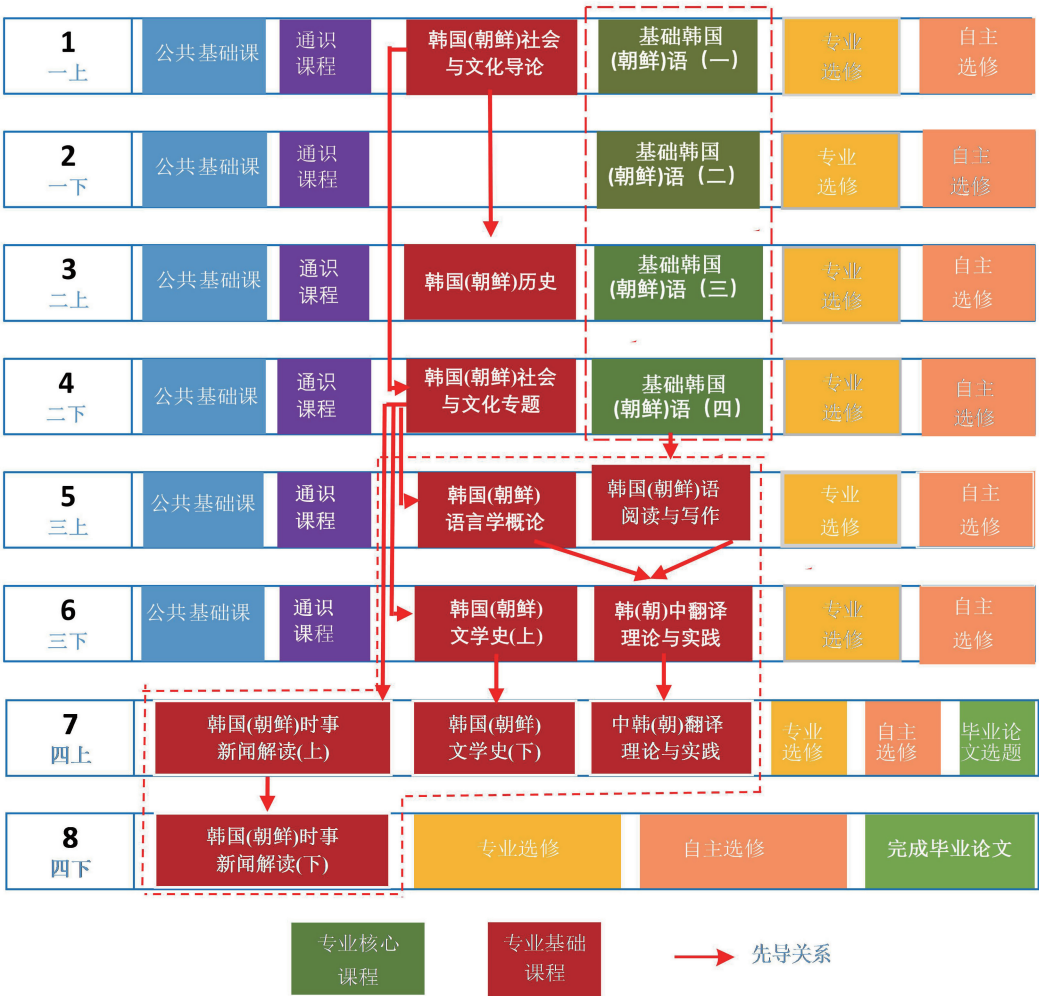 1
一上
公共基础课
通识
课程
韩国(朝鲜)社会
与文化导论
基础韩国
(朝鲜)语（一）
专业
选修
自主
选修
2
一下
公共基础课
通识
课程
基础韩国
(朝鲜)语（二）
专业
选修
自主
选修
3
二上
公共基础课
通识
课程
韩国(朝鲜)历史
基础韩国
(朝鲜)语（三）
专业
选修
自主
选修
4
二下
公共基础课
通识
课程
韩国(朝鲜)社会
与文化专题
基础韩国
(朝鲜)语（四）
专业
选修
自主
选修
5
三上
公共基础课
通识
课程
韩国(朝鲜)
语言学概论
韩国(朝鲜)语
阅读与写作
专业
选修
自主
选修
6
三下
公共基础课
通识
课程
韩国(朝鲜)
文学史(上)
韩(朝)中翻译
理论与实践
专业
选修
自主
选修
7
四上
韩国(朝鲜)时事
新闻解读(上)
韩国(朝鲜)
文学史(下)
中韩(朝)翻译
理论与实践
专业
选修
自主
选修
毕业论
文选题
8
四下
韩国(朝鲜)时事
新闻解读(下)
专业选修
自主选修
完成毕业论文
专业核心
课程
专业基础
课程
先导关系